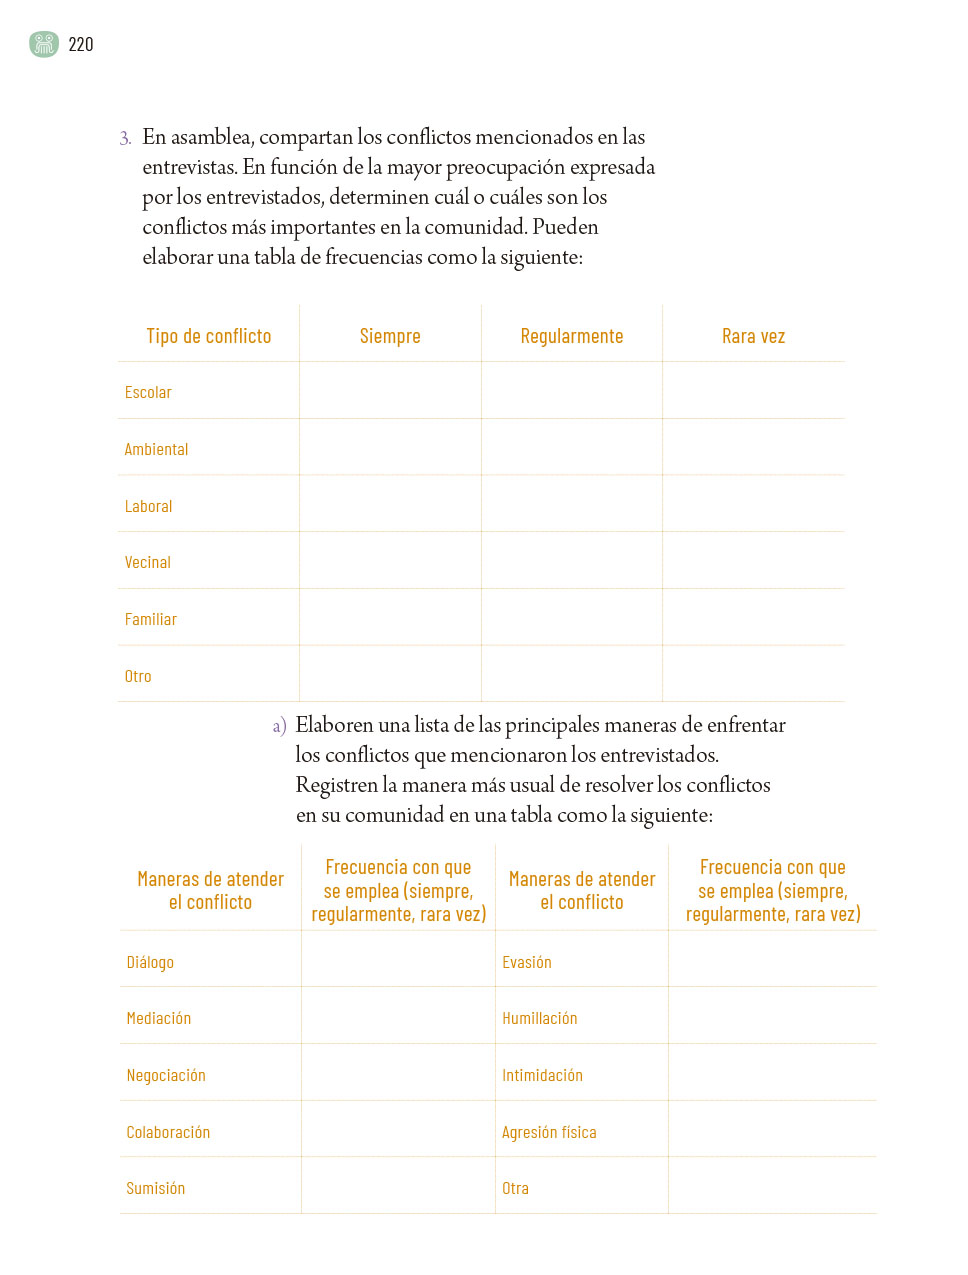 220
3. En asamblea, compartan los conflictos mencionados en las
entrevistas. En función de la mayor preocupación expresada
por los entrevistados, determinen cuál o cuáles son los
conflictos más importantes en la comunidad. Pueden
elaborar una tabla de frecuencias como la siguiente:
Tipo de conflicto Siempre Regularmente Rara vez
Escolar
Ambiental
Laboral
Vecinal
Familiar
Otro
a) Elaboren una lista de las principales maneras de enfrentar
los conflictos que mencionaron los entrevistados.
Registren la manera más usual de resolver los conflictos
en su comunidad en una tabla como la siguiente:
Maneras de atender
el conflicto
Frecuencia con que
se emplea (siempre,
regularmente, rara vez)
Maneras de atender
el conflicto
Frecuencia con que
se emplea (siempre,
regularmente, rara vez)
Diálogo Evasión
Mediación Humillación
Negociación Intimidación
Colaboración Agresión física
Sumisión Otra